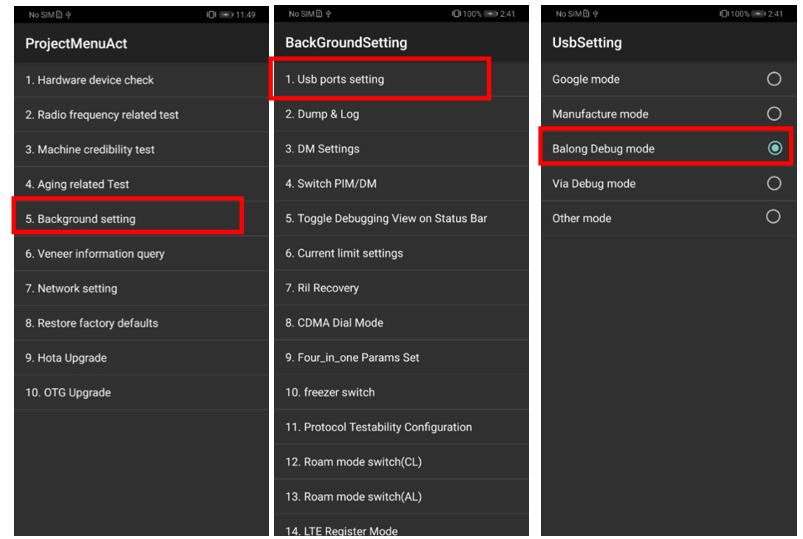 No SIM 11:49
ProjectMenuAct
1. Hardware device check
2. Radio frequency related test
3. Machine credibility test
4. Aging related Test
5. Background setting
6. Veneer information query
7. Network setting
8. Restore factory defaults
9. Hota Upgrade
10. OTG Upgrade
No SIM 100% 2:41
BackGroundSetting
1. Usb ports setting
2. Dump & Log
3. DM Settings
4. Switch PIM/DM
5. Toggle Debugging View on Status Bar
6. Current limit settings
7. Ril Recovery
8. CDMA Dial Mode
9. Four_in_one Params Set
10. freezer switch
11. Protocol Testability Configuration
12. Roam mode switch(CL)
13. Roam mode switch(AL)
14. LTE Register Mode
No SIM 100% 2:41
UsbSetting
Google mode
Manufacture mode
Balong Debug mode
Via Debug mode
Other mode